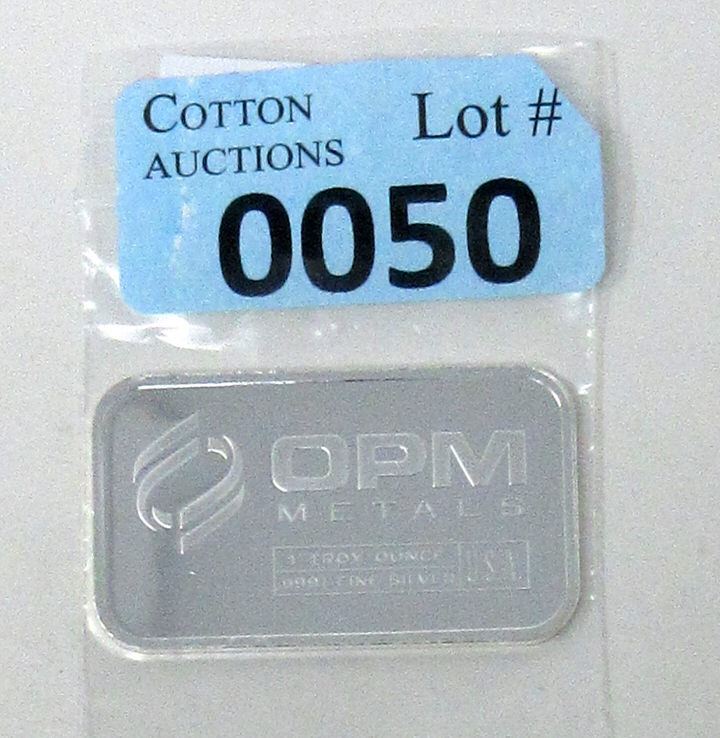 COTTON
AUCTIONS
Lot #
0050
OPM
METALS
1 TROY OUNCE
.999+ FINE SILVER
USA